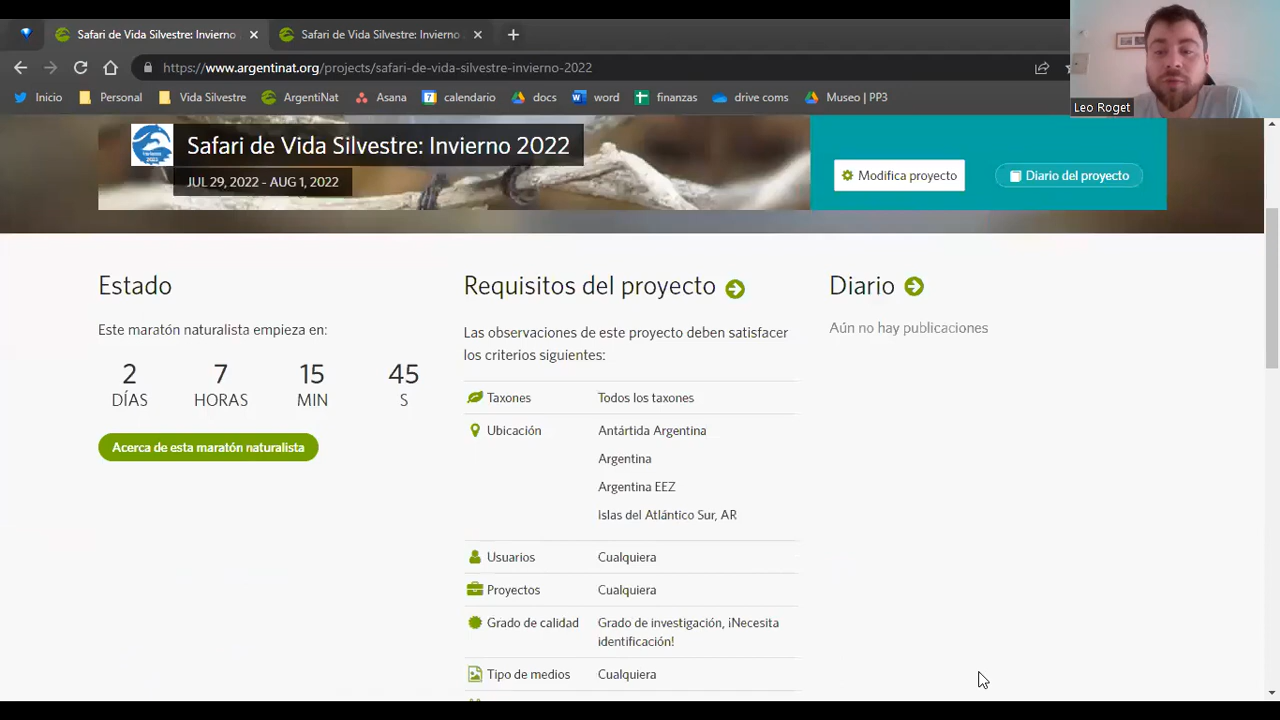 Safari de Vida Silvestre: Invierno
Safari de Vida Silvestre: Invierno
https://www.argentinat.org/projects/safari-de-vida-silvestre-invierno-2022
Leo Roget
Inicio
Personal
Vida Silvestre
ArgentiNat
Asana
7 calendario
docs
word
finanzas
drive coms
Museo | PP3
Safari de Vida Silvestre: Invierno 2022
JUL 29, 2022 - AUG 1, 2022
Modifica proyecto
Diario del proyecto
Estado
Este maratón naturalista empieza en:
2 7 15 45
DÍAS HORAS MIN S
Acerca de esta maratón naturalista
Requisitos del proyecto
Las observaciones de este proyecto deben satisfacer
los criterios siguientes:
Taxones Todos los taxones
Ubicación Antártida Argentina
Argentina
Argentina EEZ
Islas del Atlántico Sur, AR
Usuarios Cualquiera
Proyectos Cualquiera
Grado de calidad Grado de investigación, ¡Necesita
identificación!
Tipo de medios Cualquiera
Diario
Aún no hay publicaciones